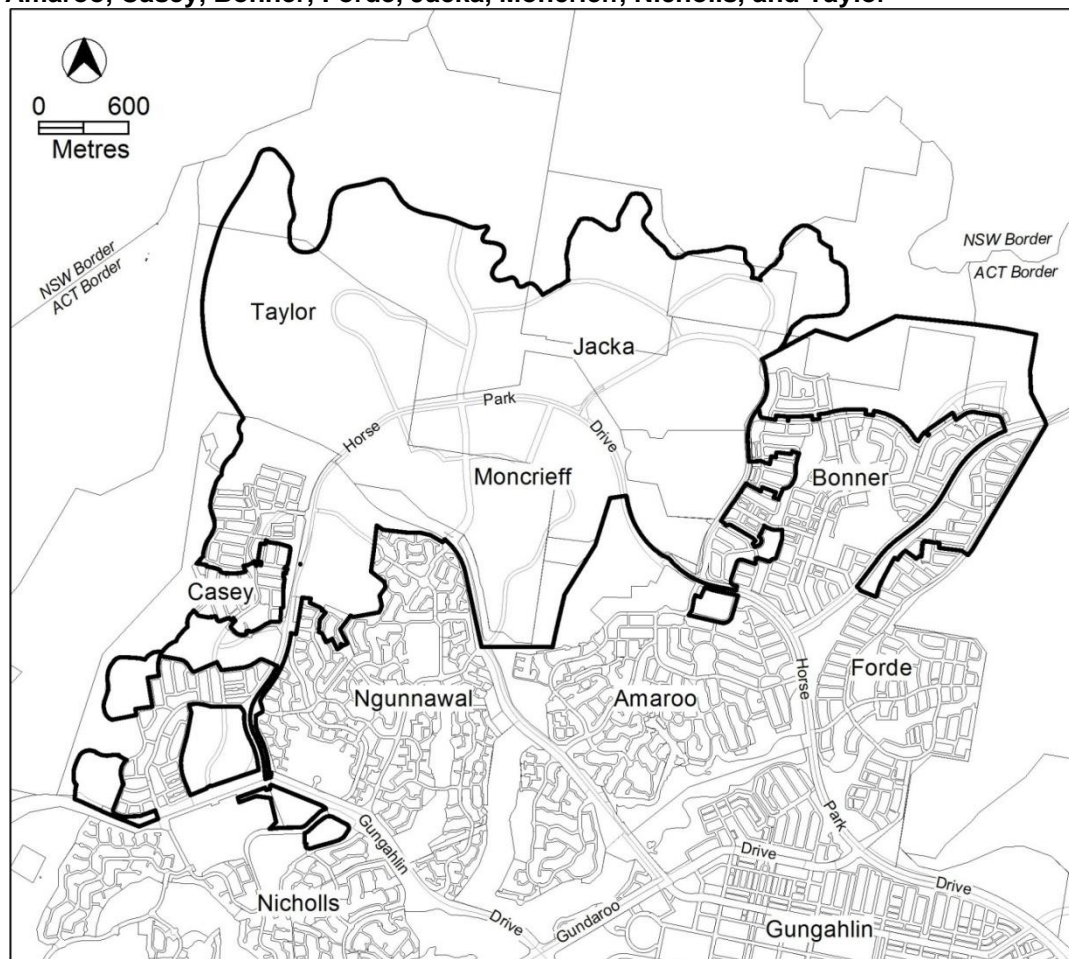 Amaroo, Casey, Bonner, Forde, Jacka, Moncrieff, Nicholls, and Taylor
0 600
Metres
NSW Border
ACT Border
NSW Border
ACT Border
Taylor
Jacka
Horse
Park
Drive
Moncrieff
Bonner
Casey
Ngunnawal
Amaroo
Horse
Forde
Park
Gungahlin
Drive
Drive
Nicholls
Drive
Gundaroo
Gungahlin